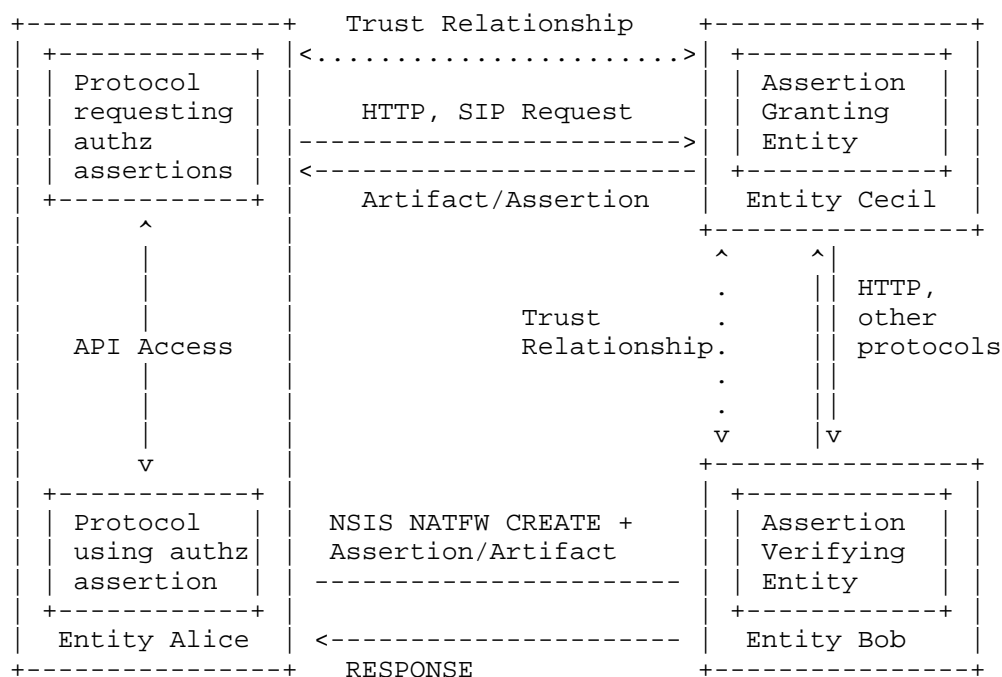 Trust Relationship
Protocol
requesting
authz
assertions
HTTP, SIP Request
Artifact/Assertion
Assertion
Granting
Entity
Entity Cecil
API Access
Trust
Relationship
HTTP,
other
protocols
Protocol
using authz
assertion
Entity Alice
NSIS NATFW CREATE +
Assertion/Artifact
RESPONSE
Assertion
Verifying
Entity
Entity Bob